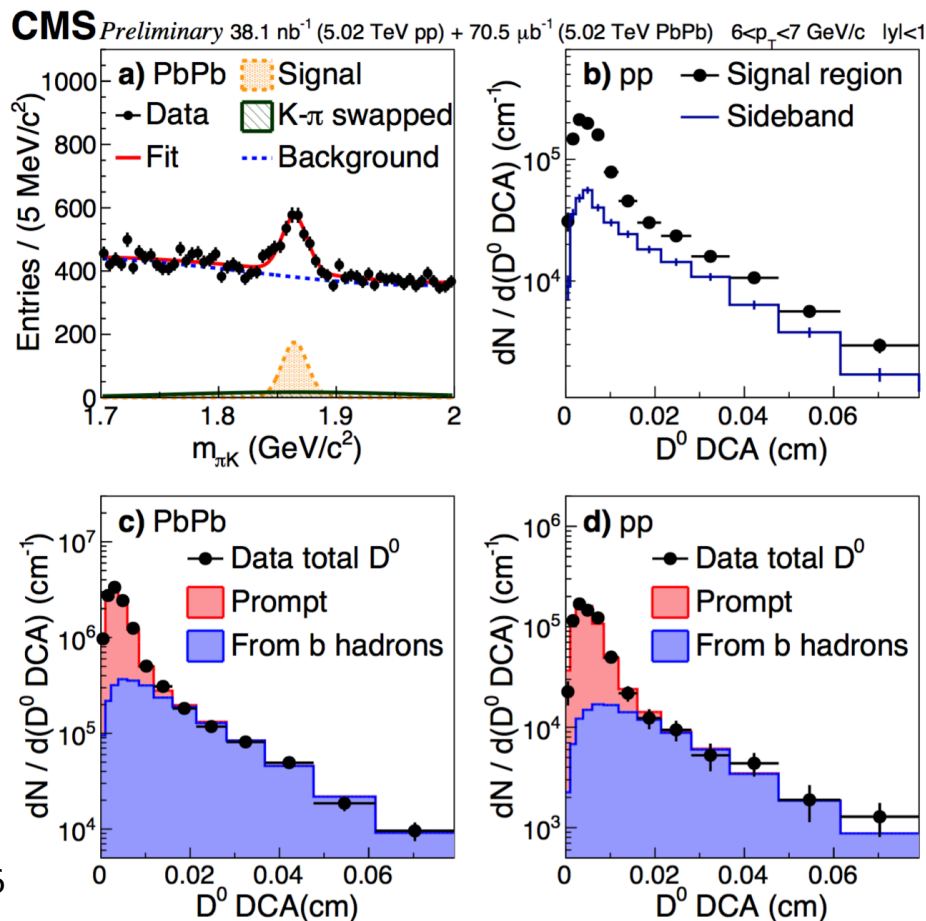 CMS Preliminary 38.1 nb⁻¹ (5.02 TeV pp) + 70.5 μb⁻¹ (5.02 TeV PbPb) 6<p_T<7 GeV/c |y|<1
a) PbPb
Signal
Data
K-π swapped
Fit
Background
Entries / (5 MeV/c²)
1000
800
600
400
200
0
1.7 1.8 1.9 2
m_πK (GeV/c²)
b) pp
Signal region
Sideband
dN / d(D⁰ DCA) (cm⁻¹)
10⁵
10⁴
0 0.02 0.04 0.06
D⁰ DCA (cm)
c) PbPb
Data total D⁰
Prompt
From b hadrons
dN / d(D⁰ DCA) (cm⁻¹)
10⁷
10⁶
10⁵
10⁴
0 0.02 0.04 0.06
D⁰ DCA(cm)
d) pp
Data total D⁰
Prompt
From b hadrons
dN / d(D⁰ DCA) (cm⁻¹)
10⁶
10⁵
10⁴
10³
0 0.02 0.04 0.06
D⁰ DCA (cm)